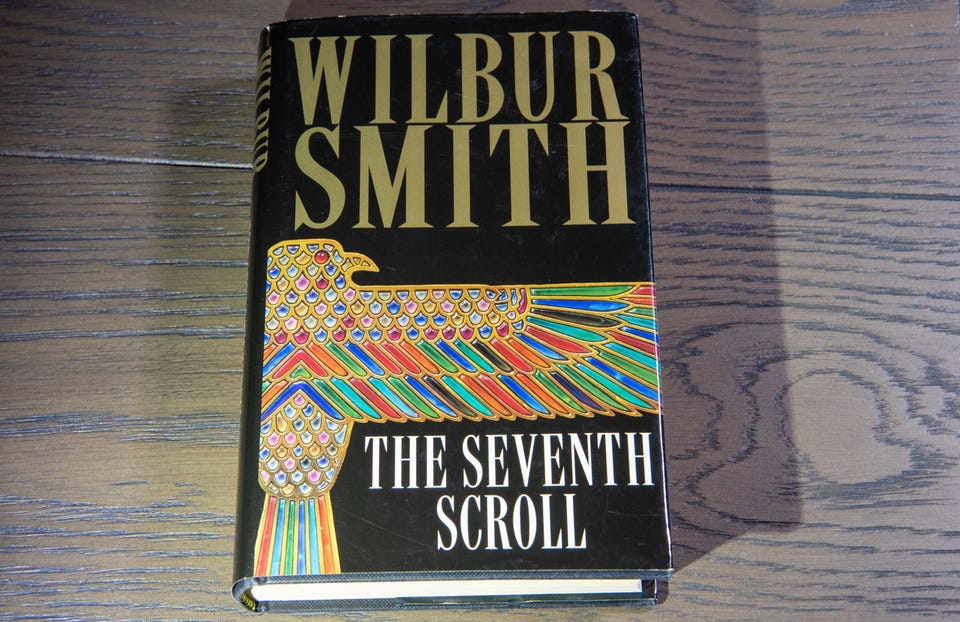 WILBUR
SMITH
THE SEVENTH
SCROLL